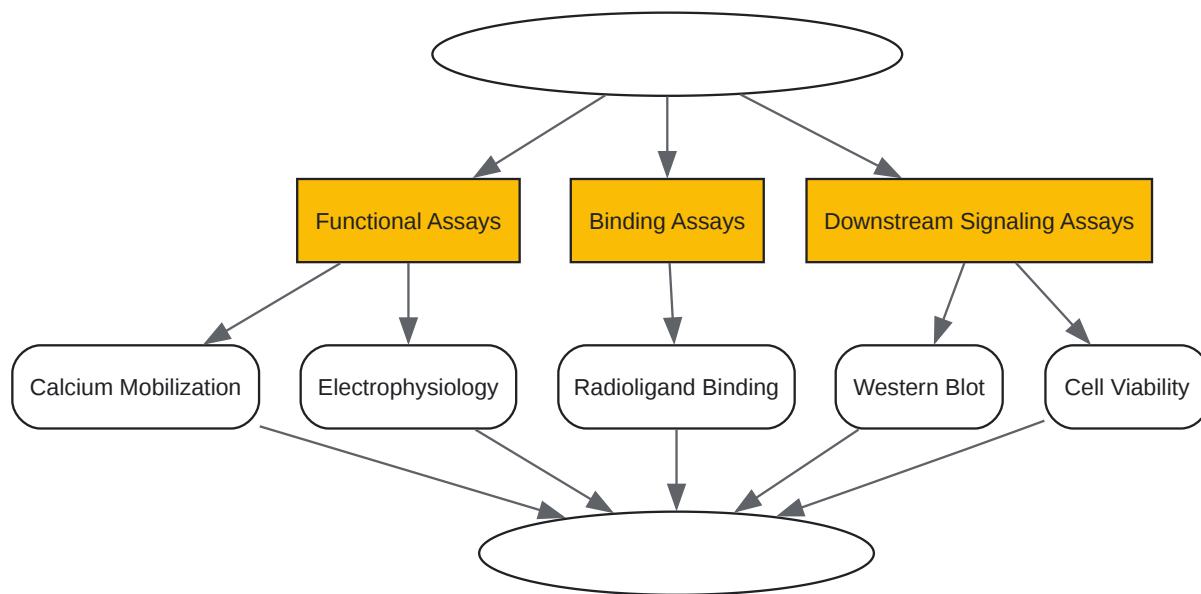 Functional Assays
Binding Assays
Downstream Signaling Assays
Calcium Mobilization
Electrophysiology
Radioligand Binding
Western Blot
Cell Viability